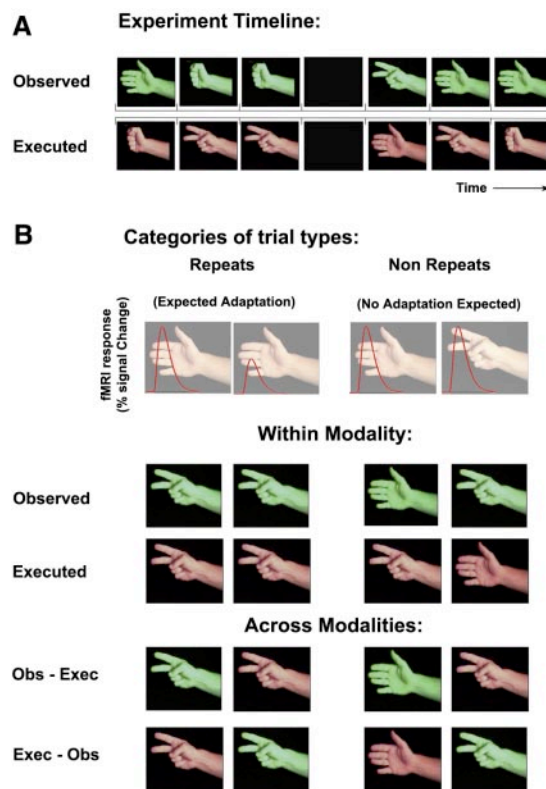 A
Experiment Timeline:
Observed
Executed
Time
B
Categories of trial types:
Repeats
Non Repeats
(Expected Adaptation)
(No Adaptation Expected)
fMRI response
(% signal Change)
Within Modality:
Observed
Executed
Across Modalities:
Obs - Exec
Exec - Obs